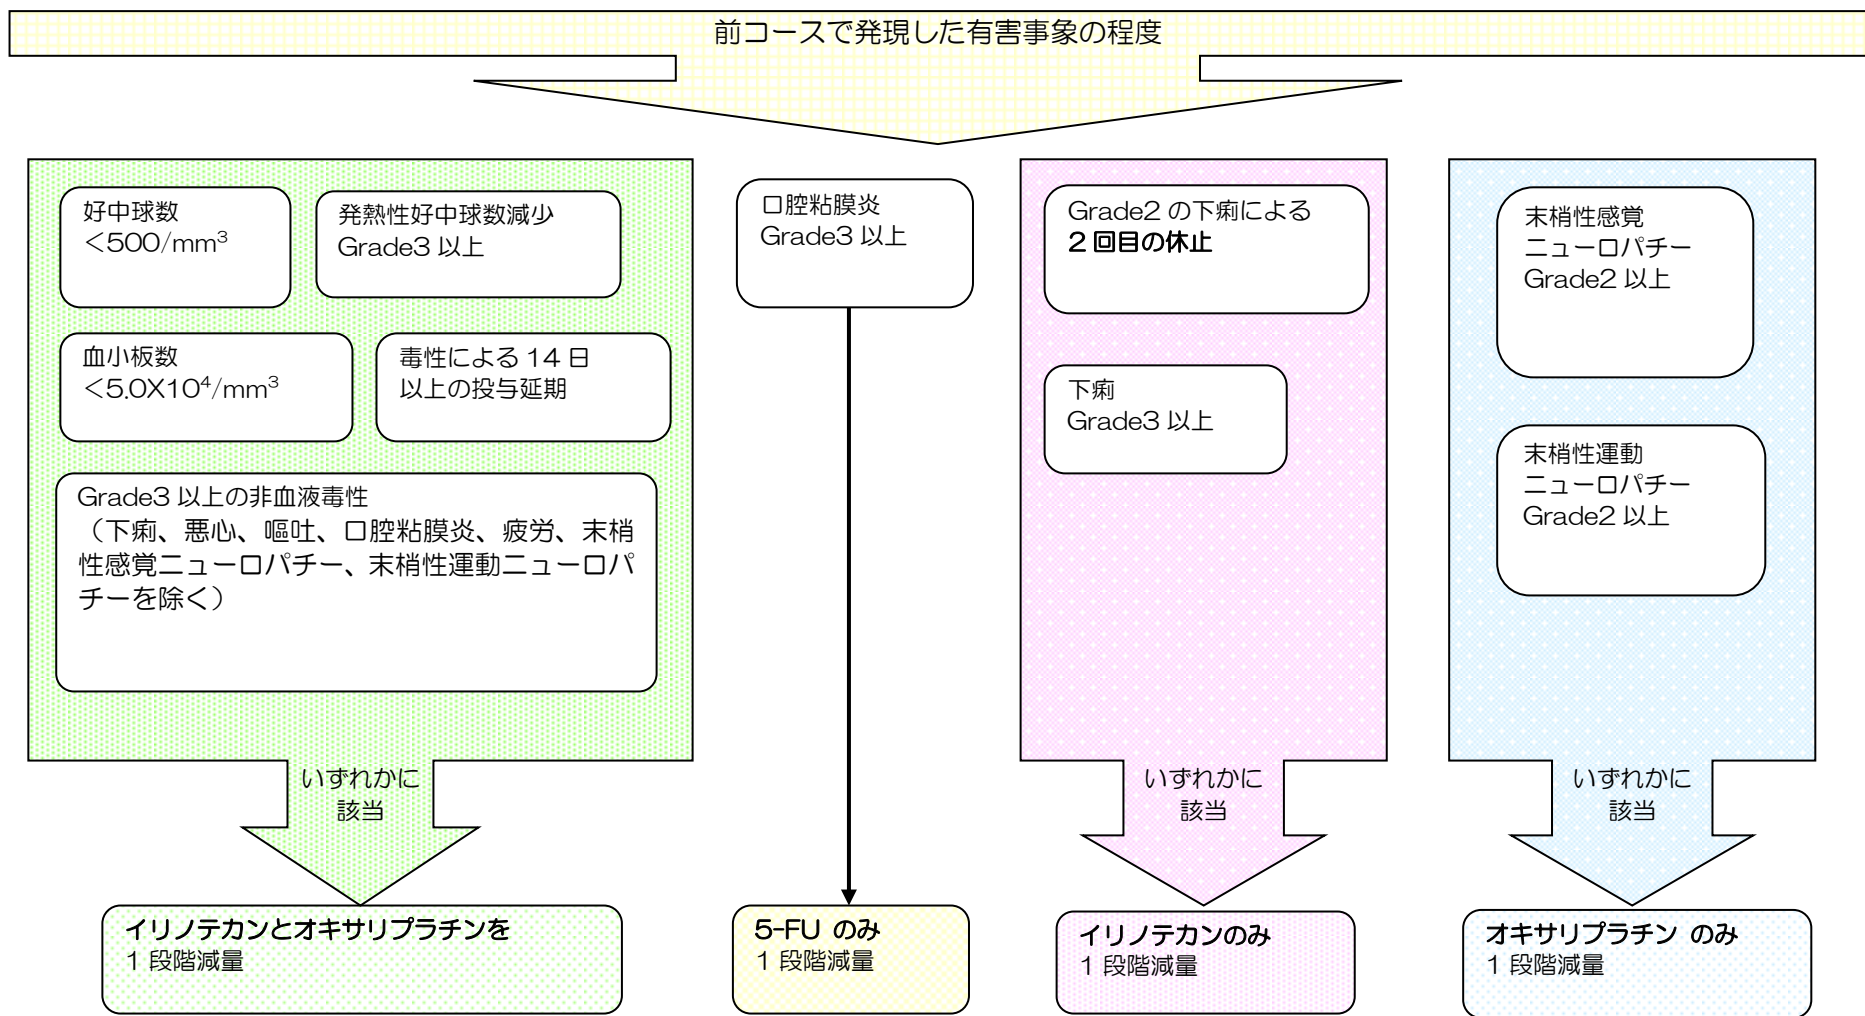 前コースで発現した有害事象の程度
好中球数
<500/mm³
発熱性好中球数減少
Grade3 以上
血小板数
<5.0X10⁴/mm³
毒性による 14 日
以上の投与延期
Grade3 以上の非血液毒性
（下痢、悪心、嘔吐、口腔粘膜炎、疲労、末梢
性感覚ニューロパチー、末梢性運動ニューロパ
チーを除く）
いずれかに
該当
イリノテカンとオキサリプラチンを
1 段階減量
口腔粘膜炎
Grade3 以上
5-FU のみ
1 段階減量
Grade2 の下痢による
2 回目の休止
下痢
Grade3 以上
いずれかに
該当
イリノテカンのみ
1 段階減量
末梢性感覚
ニューロパチー
Grade2 以上
末梢性運動
ニューロパチー
Grade2 以上
いずれかに
該当
オキサリプラチン のみ
1 段階減量